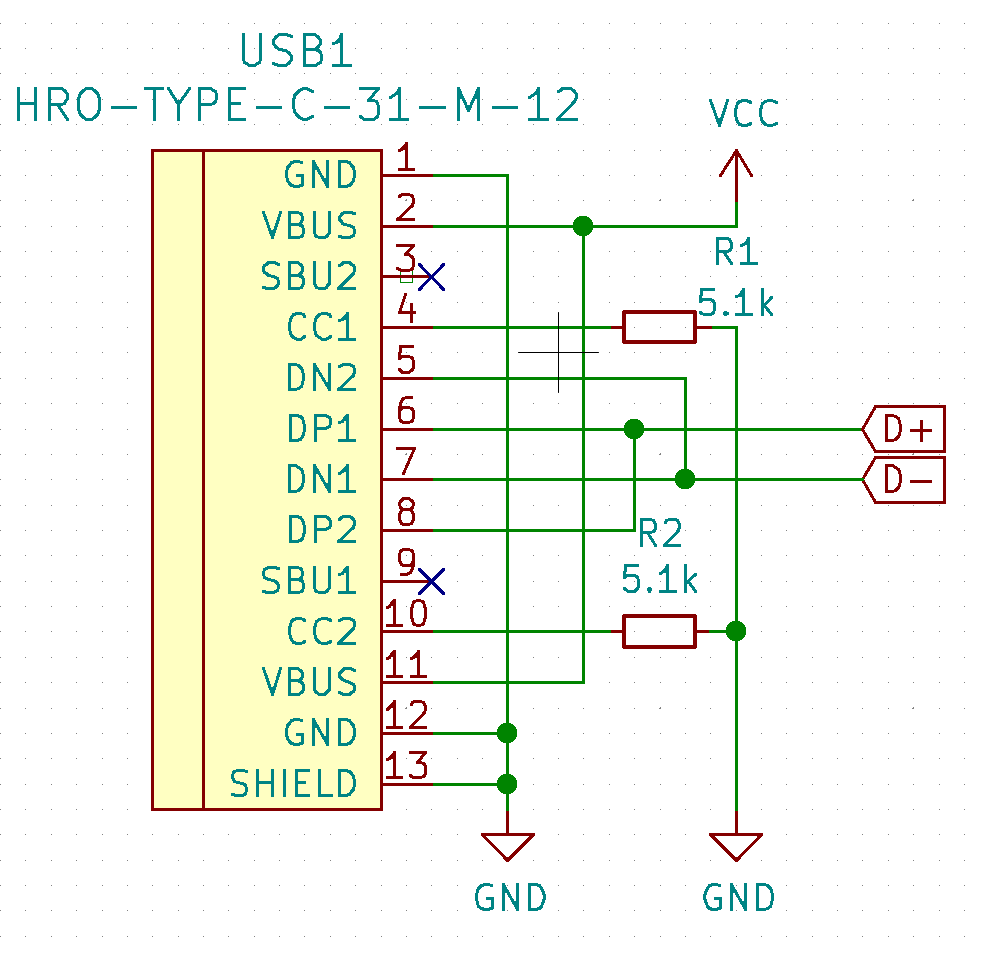 USB1
HRO-TYPE-C-31-M-12
VCC
GND 1
VBUS 2
R1
SBU2 3
5.1k
CC1 4
DN2 5
DP1 6
D+
DN1 7
D-
DP2 8
R2
SBU1 9
5.1k
CC2 10
VBUS 11
GND 12
SHIELD 13
GND
GND